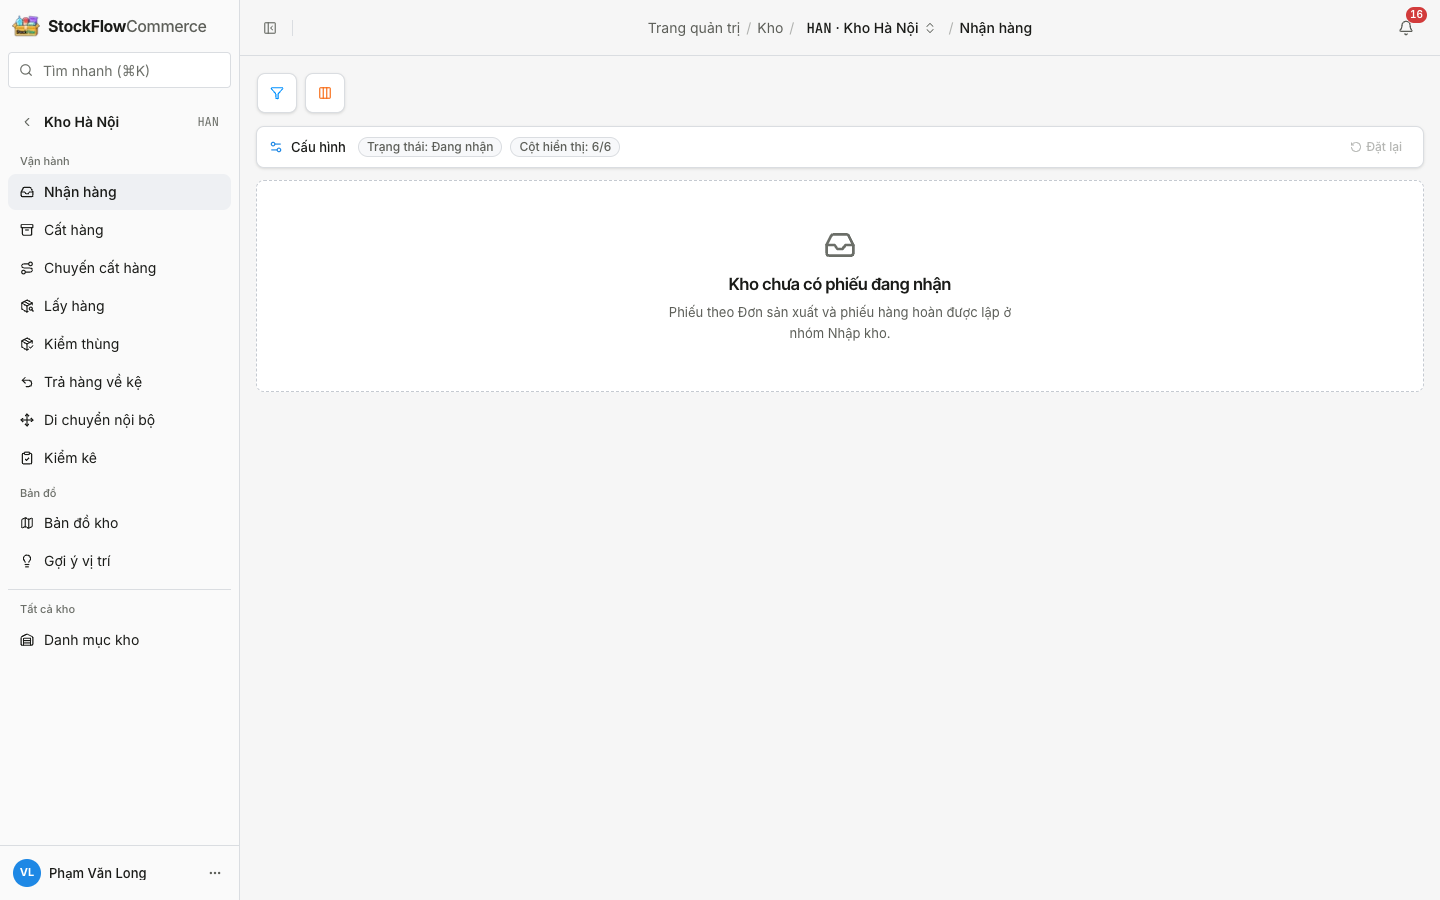 StockFlowCommerce
Tìm nhanh (⌘K)
Kho Hà Nội HAN
Vận hành
Nhận hàng
Cất hàng
Chuyến cất hàng
Lấy hàng
Kiểm thùng
Trả hàng về kệ
Di chuyển nội bộ
Kiểm kê
Bản đồ
Bản đồ kho
Gợi ý vị trí
Tất cả kho
Danh mục kho
VL Phạm Văn Long
Trang quản trị / Kho / HAN · Kho Hà Nội / Nhận hàng
16
Cấu hình Trạng thái: Đang nhận Cột hiển thị: 6/6 Đặt lại
Kho chưa có phiếu đang nhận
Phiếu theo Đơn sản xuất và phiếu hàng hoàn được lập ở
nhóm Nhập kho.